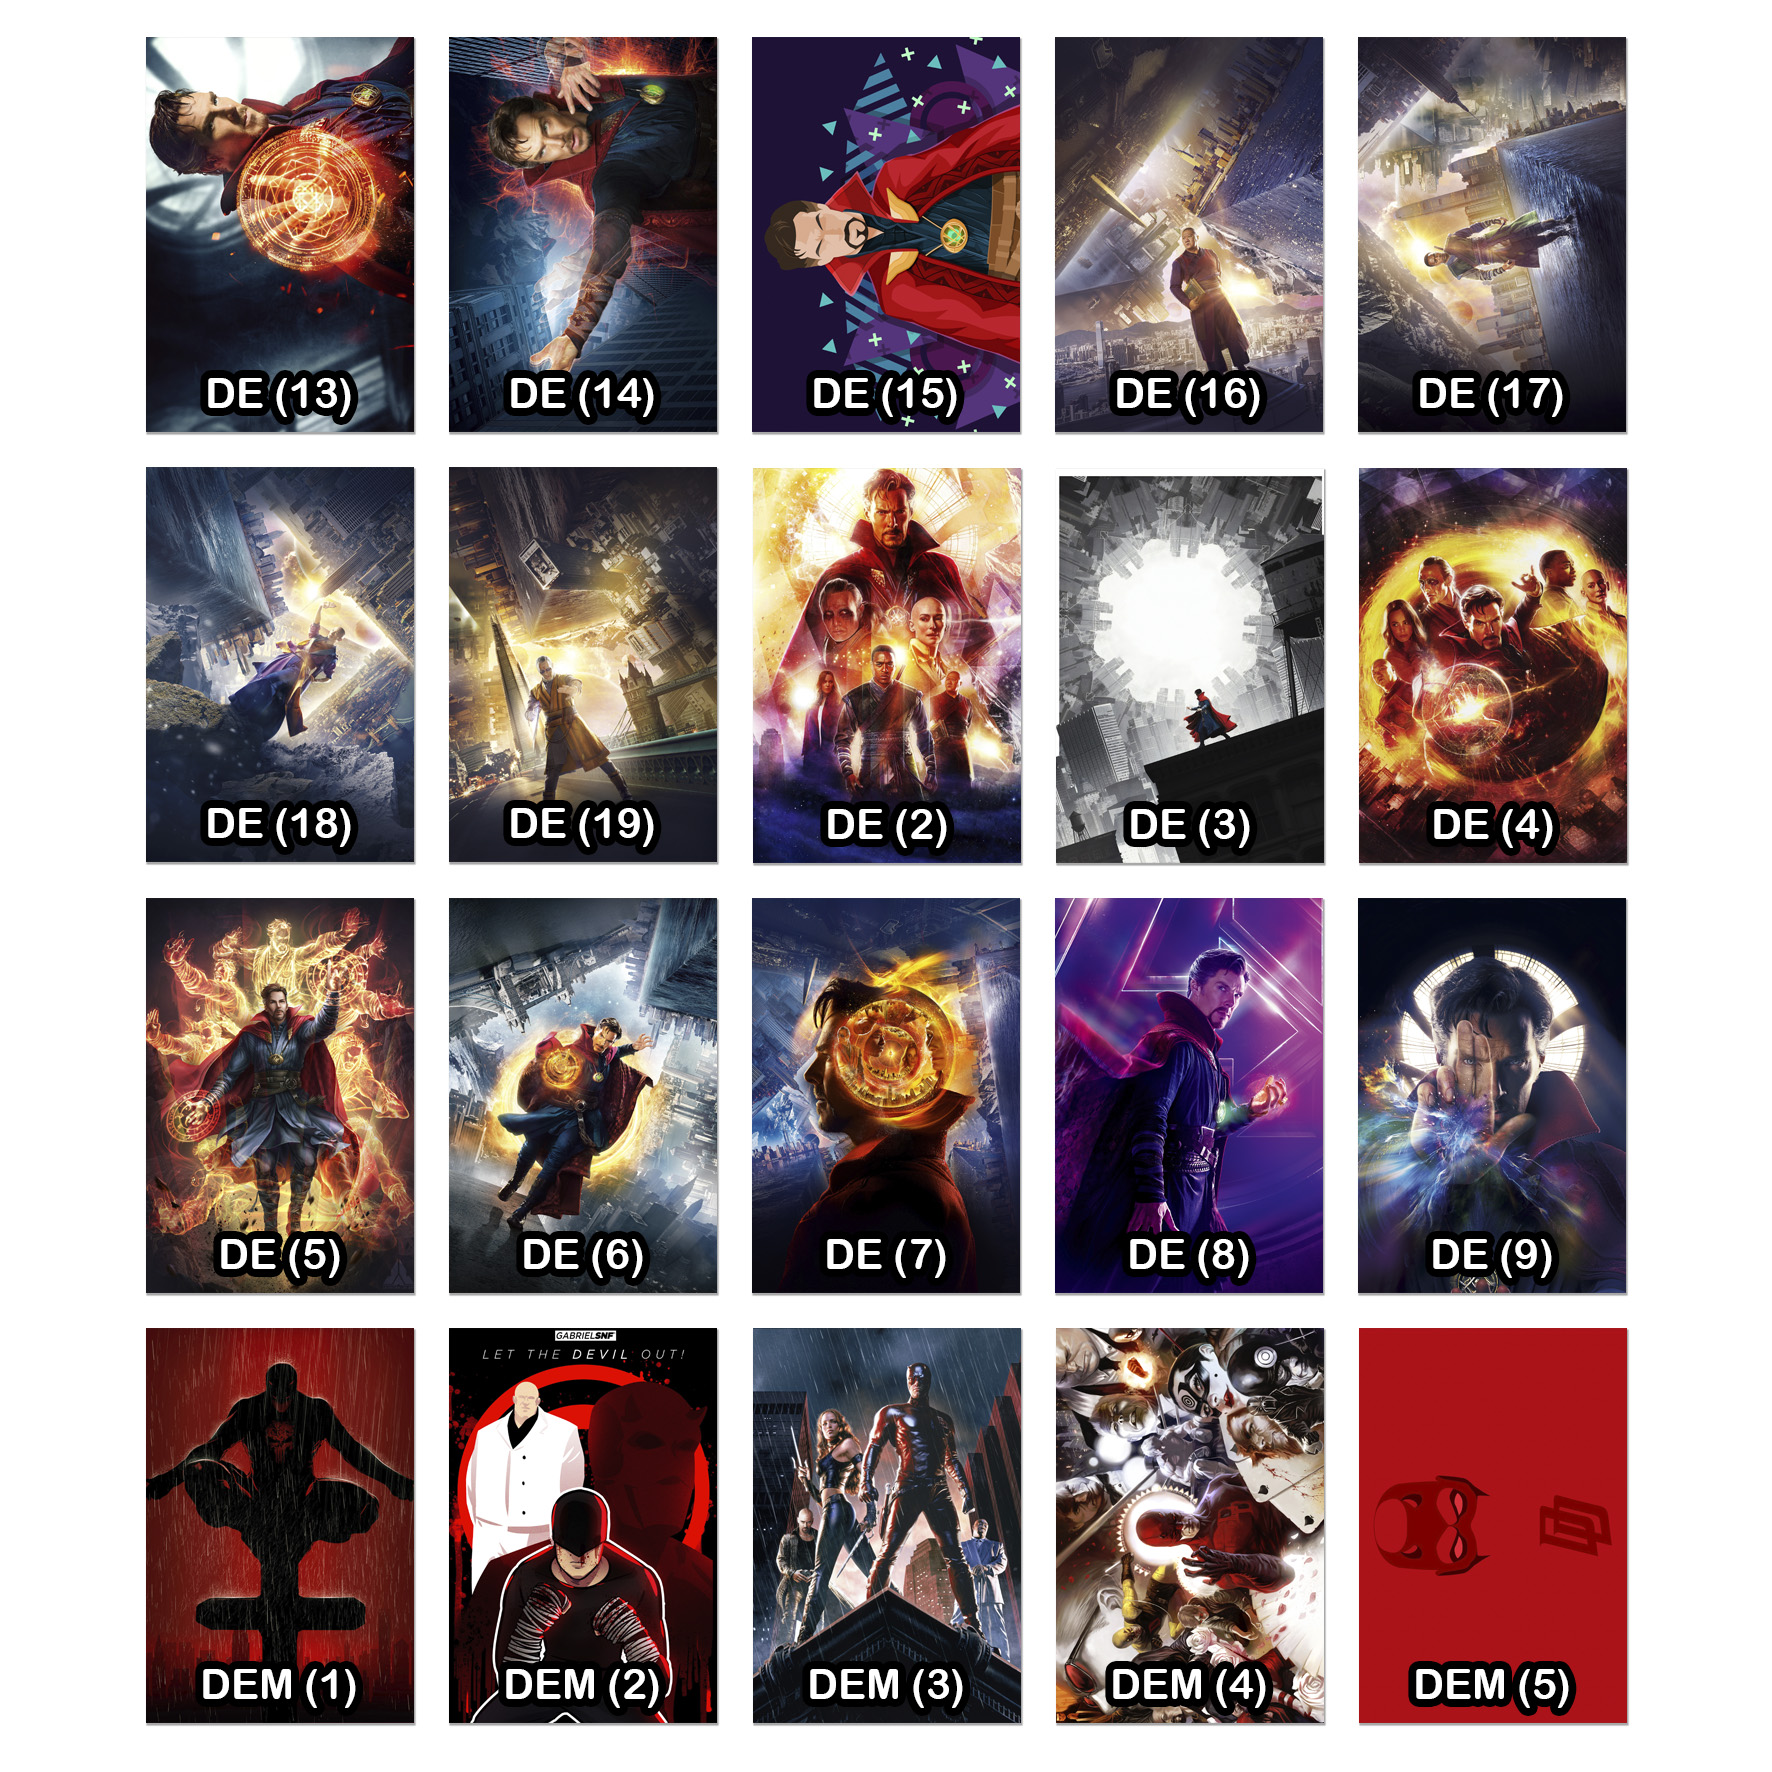 DE (13)
DE (14)
DE (15)
DE (16)
DE (17)
DE (18)
DE (19)
DE (2)
DE (3)
DE (4)
DE (5)
DE (6)
DE (7)
DE (8)
DE (9)
GABRIELSNF
LET THE DEVIL OUT!
DEM (1)
DEM (2)
DEM (3)
DEM (4)
DEM (5)